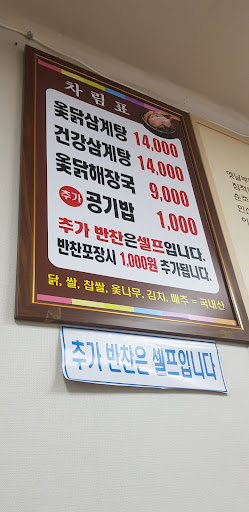 차림표
옻닭삼계탕 14,000
건강삼계탕 14,000
옻닭해장국 9,000
추가 공기밥 1,000
추가 반찬은셀프입니다.
반찬포장시 1,000원 추가됩니다.
닭, 쌀, 찹쌀, 옻나무, 김치, 배추 = 국내산
추가 반찬은 셀프입니다